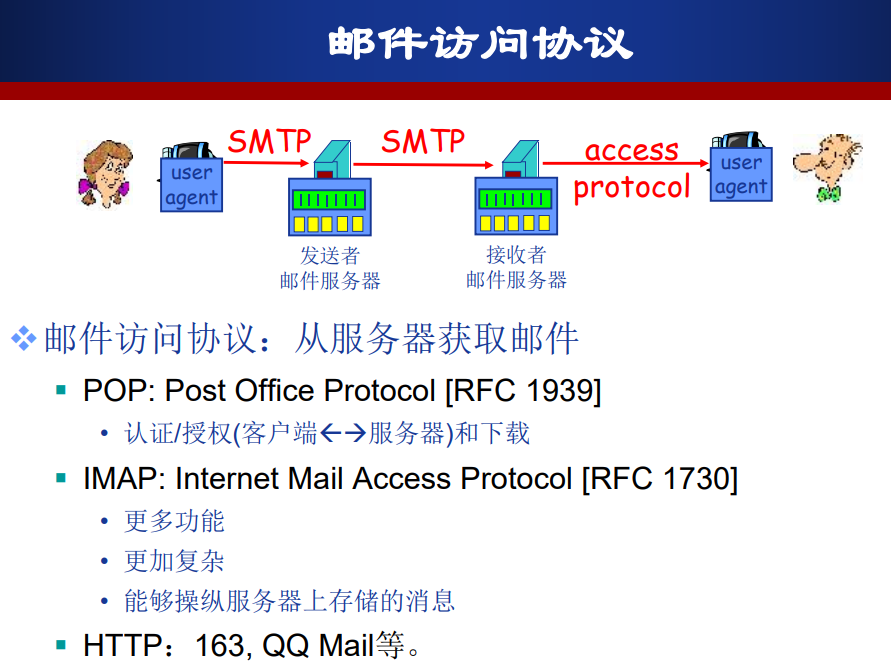 邮件访问协议
SMTP
SMTP
access
protocol
user
agent
user
agent
发送者
邮件服务器
接收者
邮件服务器
邮件访问协议：从服务器获取邮件
POP: Post Office Protocol [RFC 1939]
认证/授权(客户端←→服务器)和下载
IMAP: Internet Mail Access Protocol [RFC 1730]
更多功能
更加复杂
能够操纵服务器上存储的消息
HTTP：163, QQ Mail等。